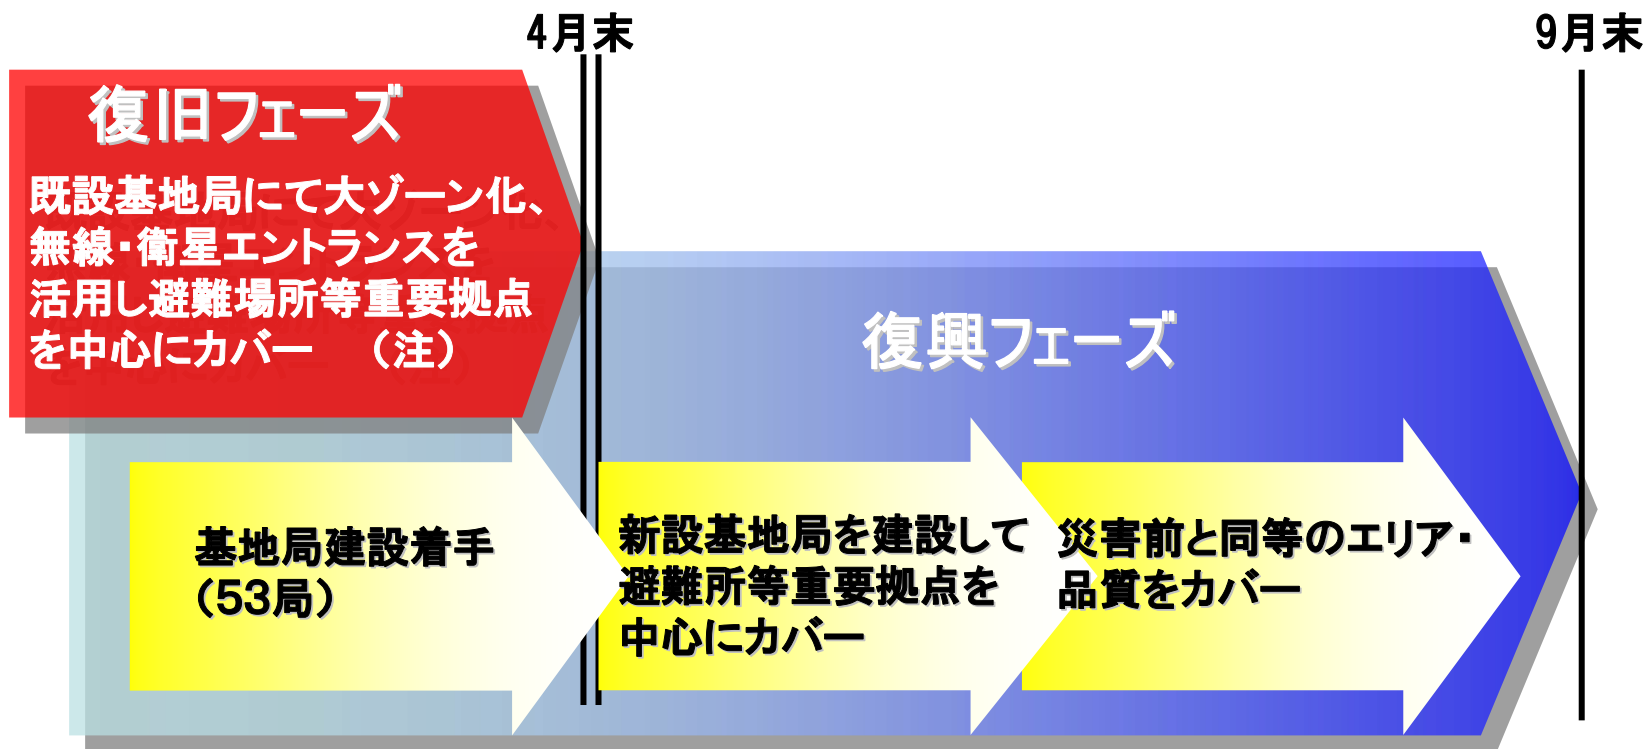 4月末
9月末
復旧フェーズ
既設基地局にて大ゾーン化、
無線・衛星エントランスを
活用し避難場所等重要拠点
を中心にカバー　（注）
復興フェーズ
基地局建設着手
（53局）
新設基地局を建設して
避難所等重要拠点を
中心にカバー
災害前と同等のエリア・
品質をカバー